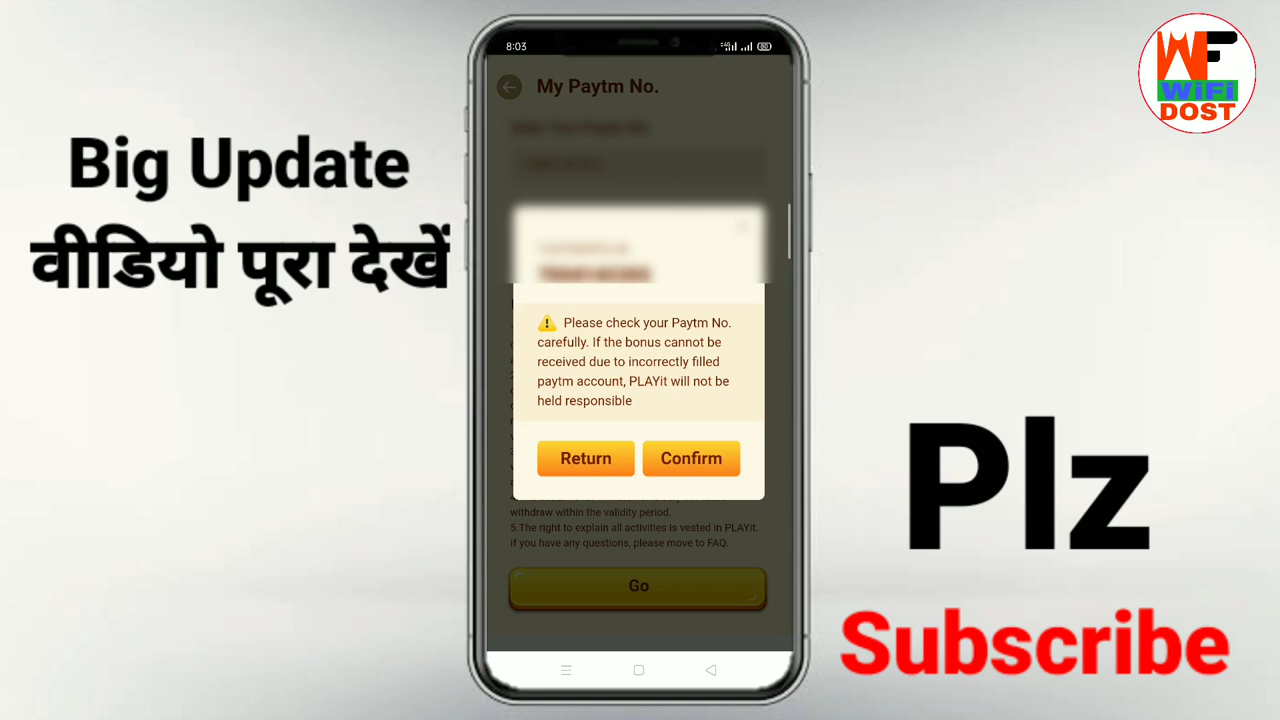 8:03
My Paytm No.
WF
WiFi
DOST
Big Update
वीडियो पूरा देखें
⚠ Please check your Paytm No.
carefully. If the bonus cannot be
received due to incorrectly filled
paytm account, PLAYit will not be
held responsible
Return Confirm
withdraw within the validity period.
5.The right to explain all activities is vested in PLAYit.
If you have any questions, please move to FAQ.
Go
Plz
Subscribe